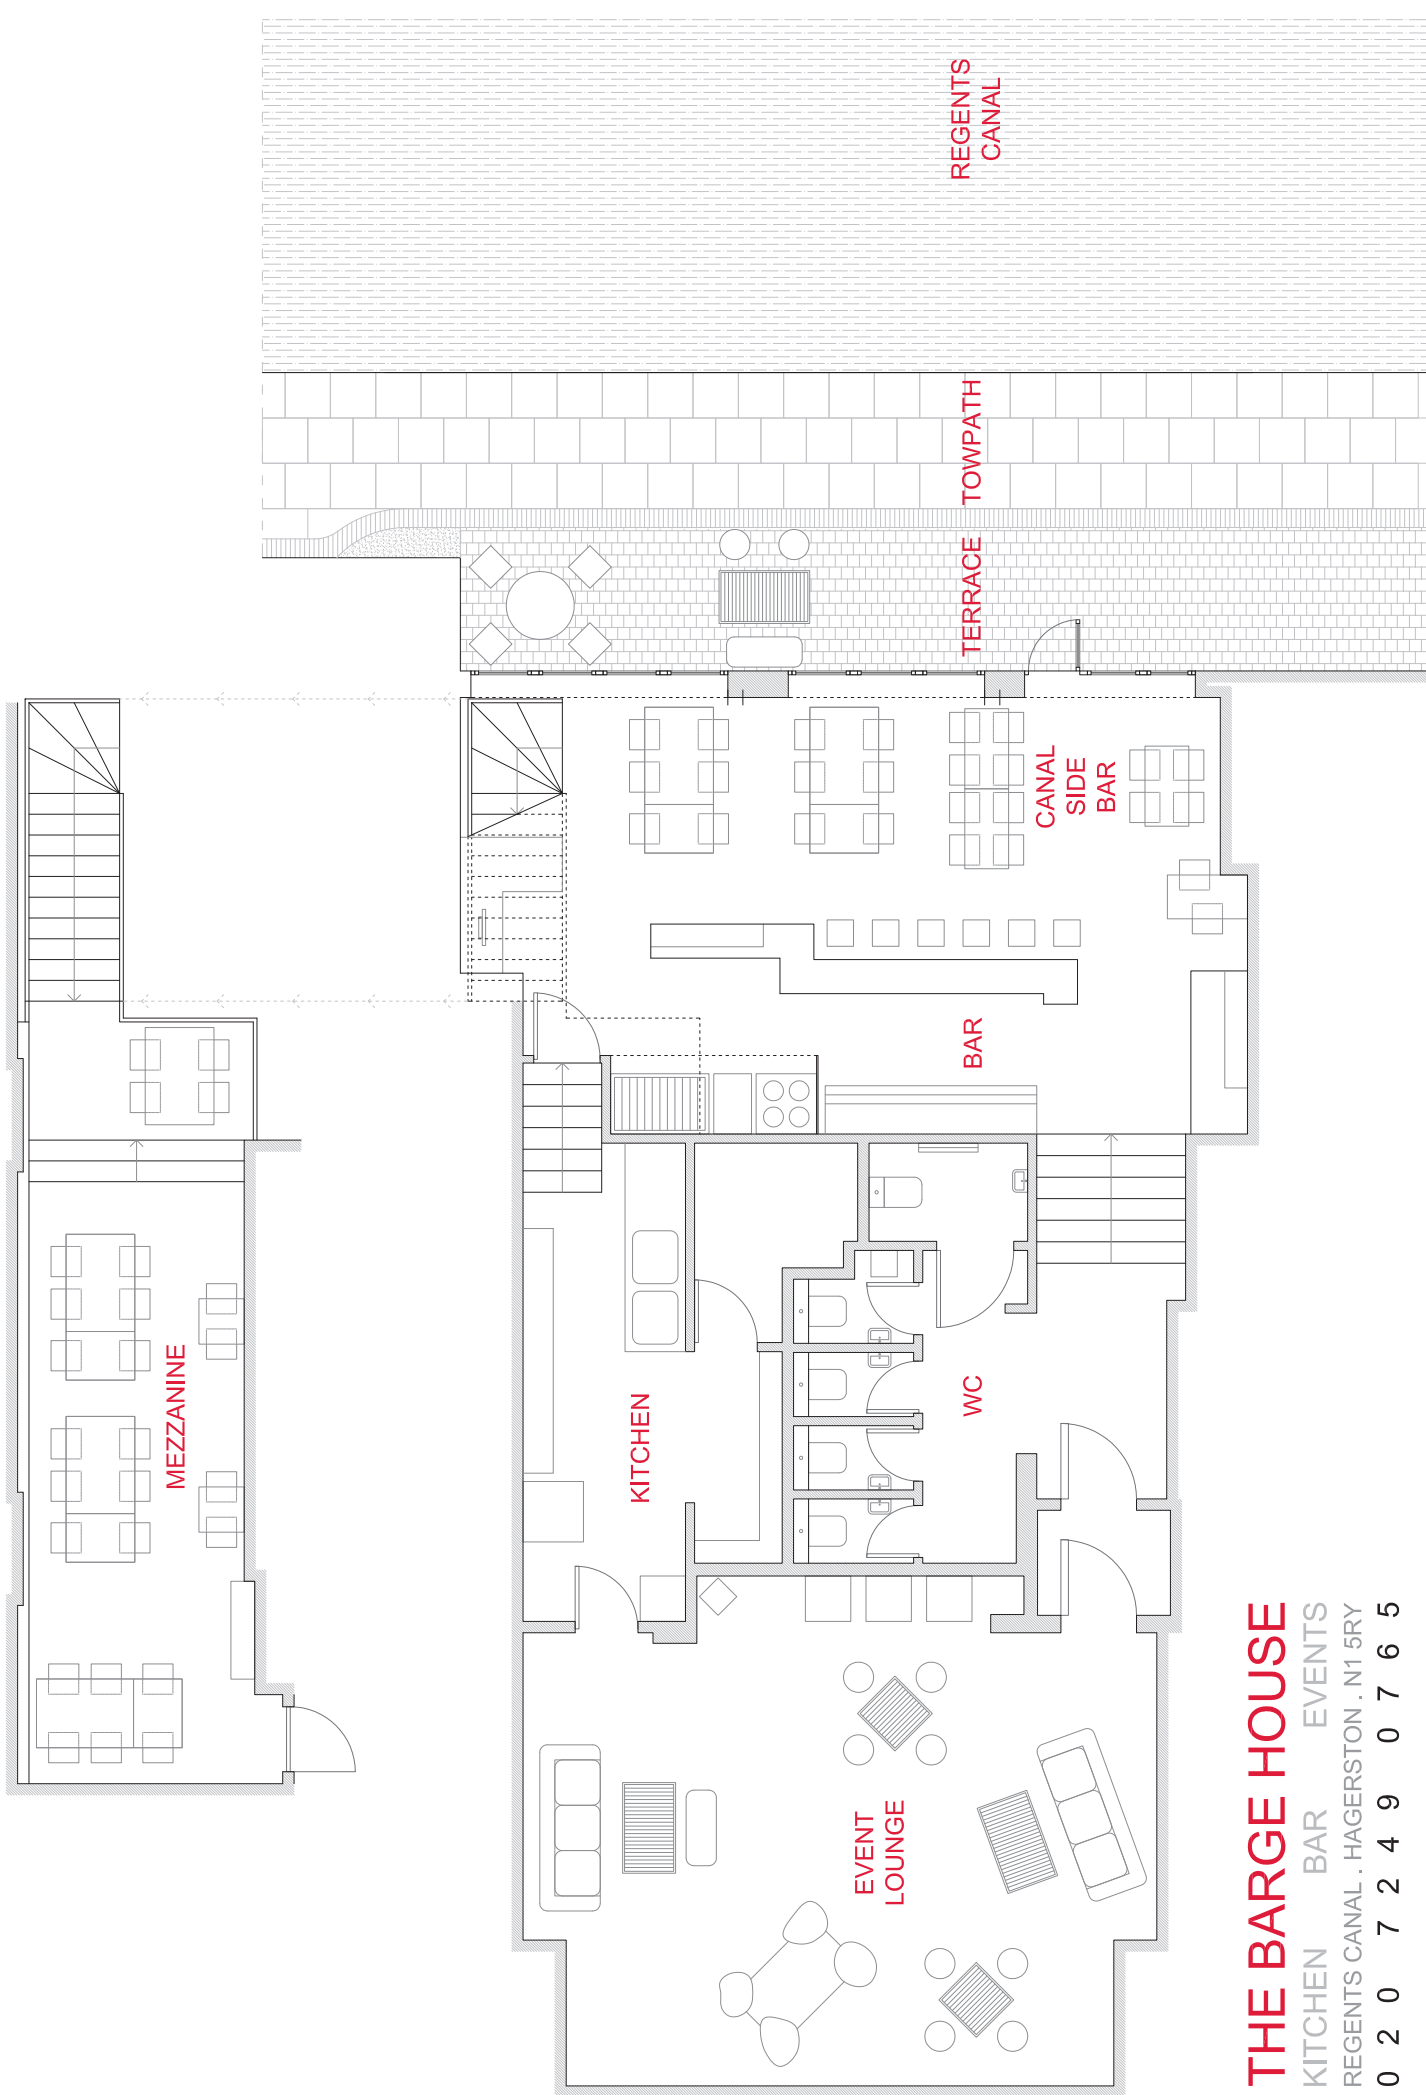 REGENTS
CANAL
TOWPATH
TERRACE
CANAL
SIDE
BAR
BAR
MEZZANINE
KITCHEN
WC
EVENT
LOUNGE
THE BARGE HOUSE
KITCHEN BAR EVENTS
REGENTS CANAL . HAGERSTON . N1 5RY
0 2 0 7 2 4 9 0 7 6 5